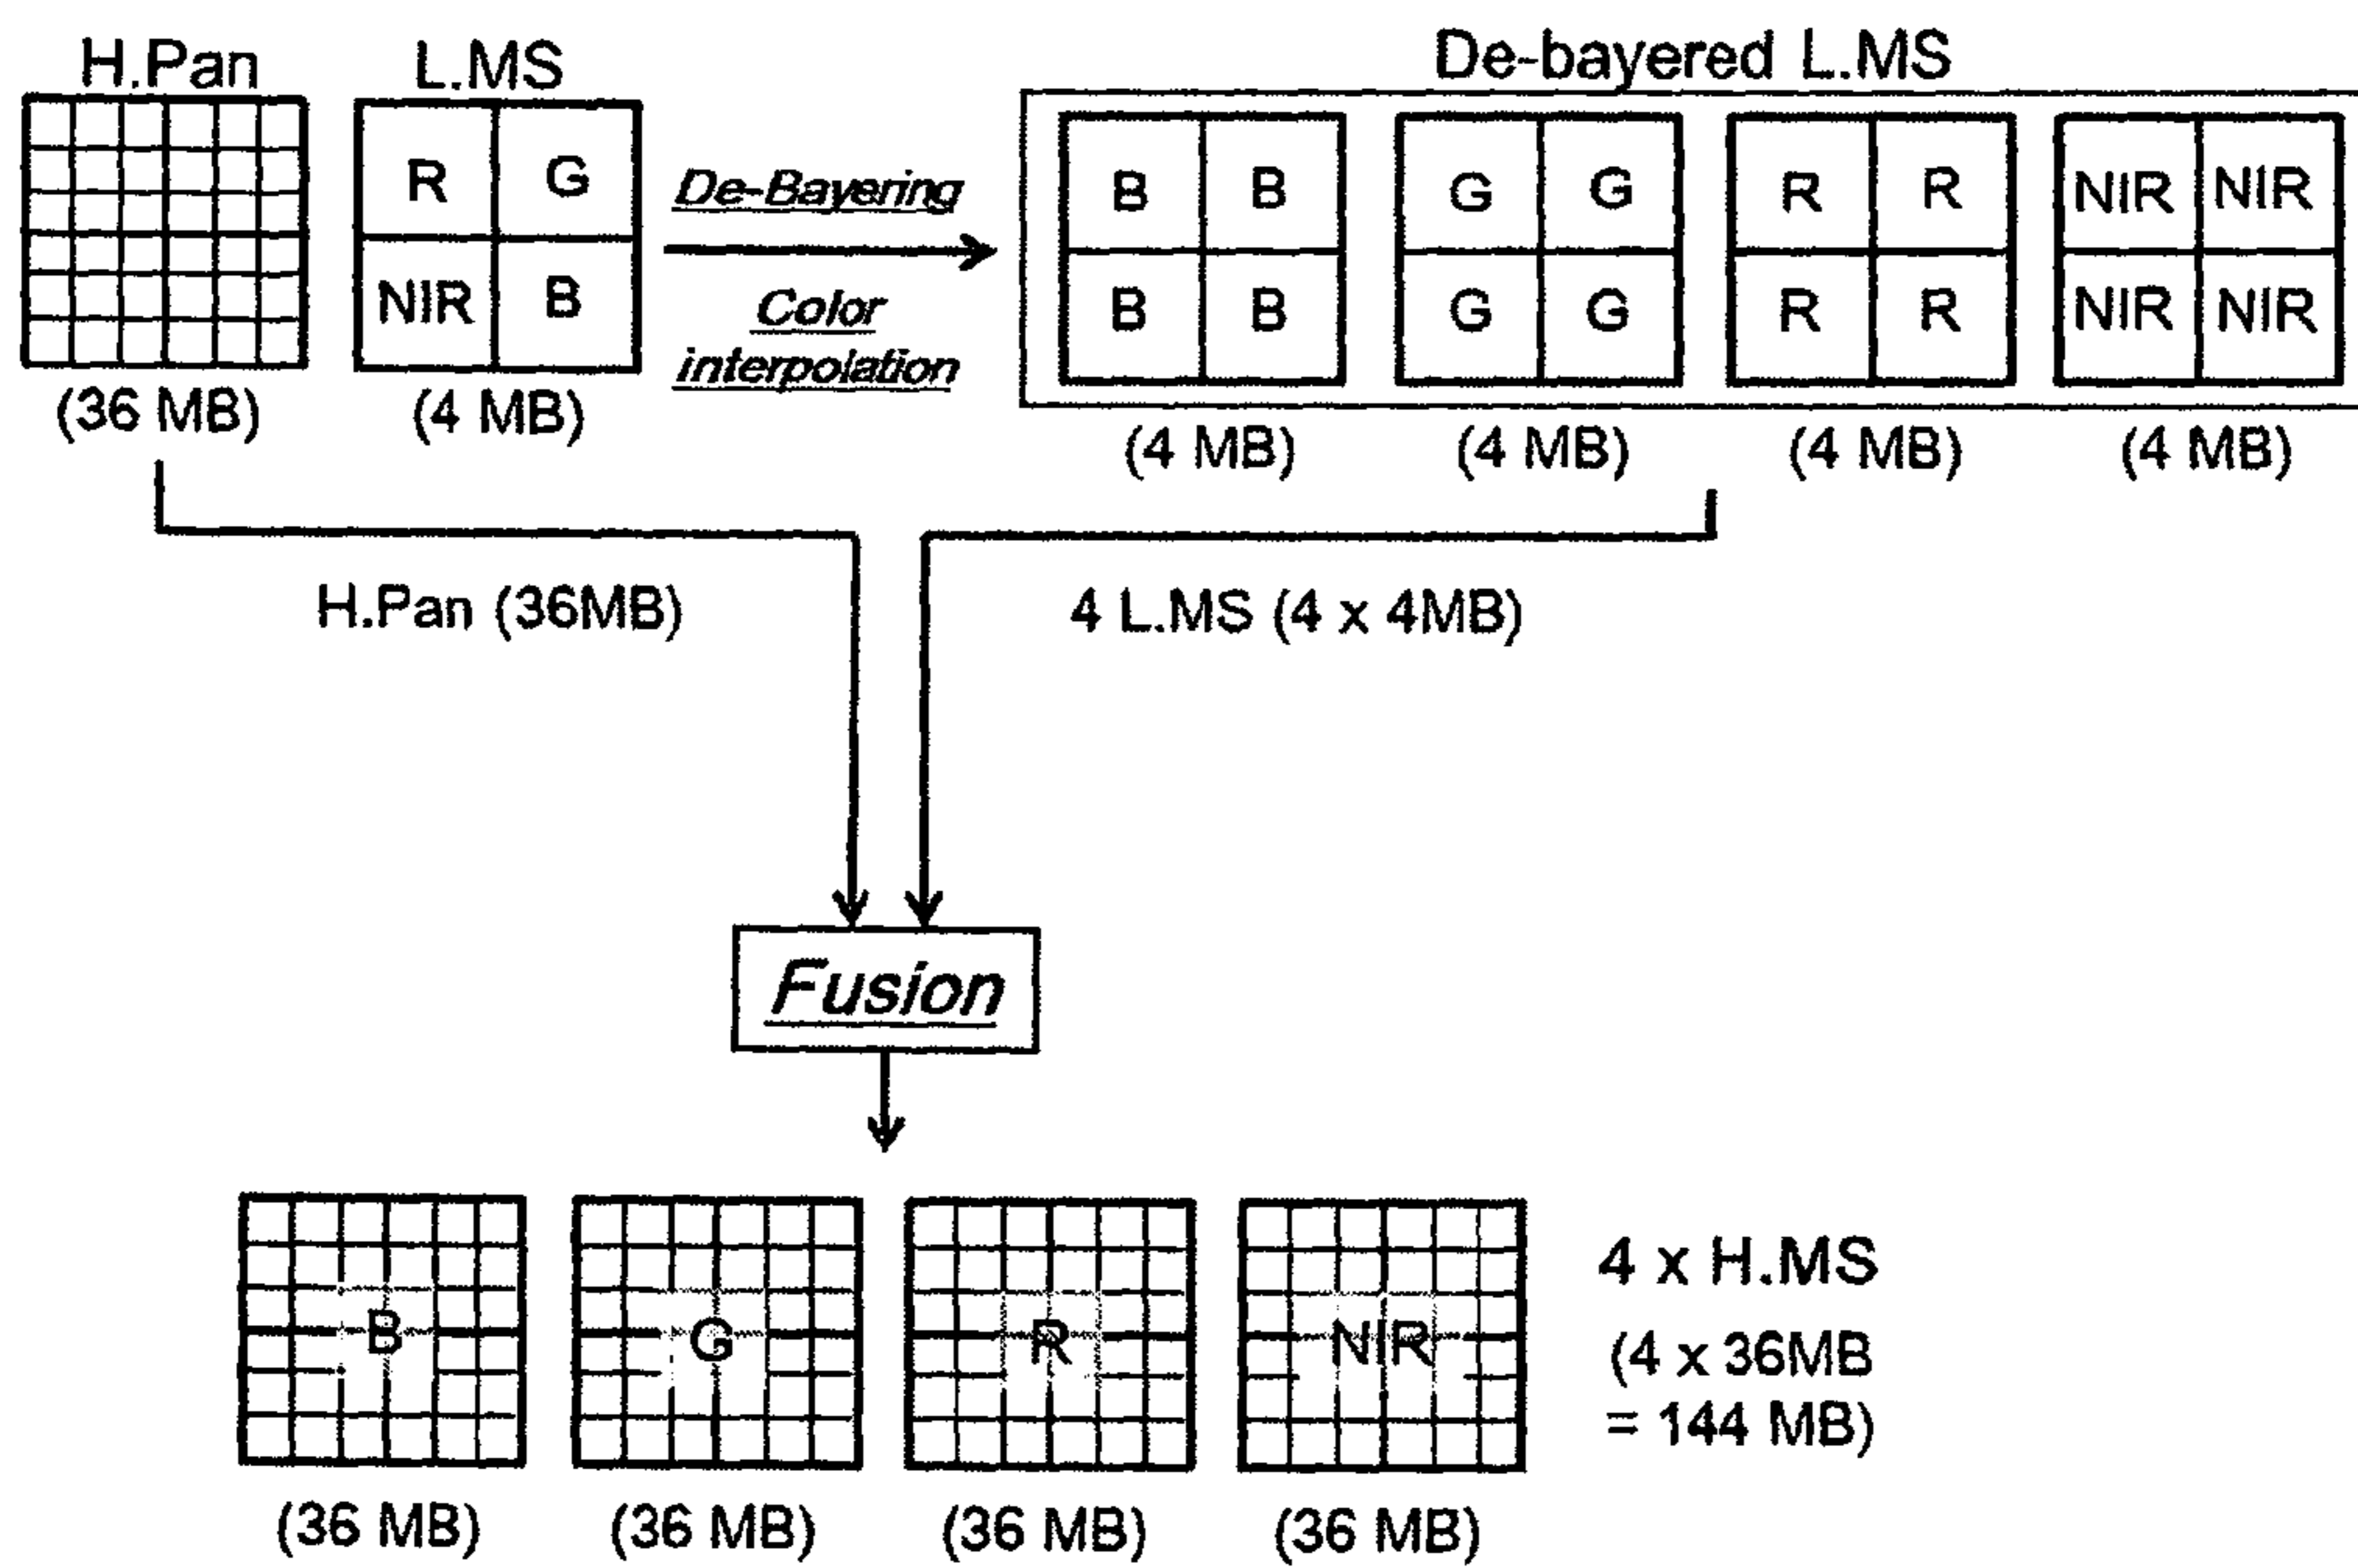 H.Pan
L.MS
De-bayered L.MS
R G
NIR B
De-Bayering
Color
interpolation
B B
B B
G G
G G
R R
R R
NIR NIR
NIR NIR
(36 MB)
(4 MB)
(4 MB)
(4 MB)
(4 MB)
(4 MB)
H.Pan (36MB)
4 L.MS (4 x 4MB)
Fusion
B
G
R
NIR
4 x H.MS
(4 x 36MB
= 144 MB)
(36 MB)
(36 MB)
(36 MB)
(36 MB)